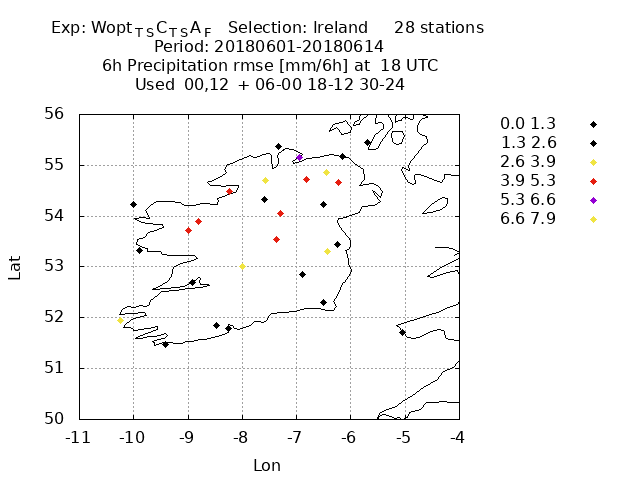 Exp: Wopt T S C T S A F Selection: Ireland 28 stations
Period: 20180601-20180614
6h Precipitation rmse [mm/6h] at 18 UTC
Used 00,12 + 06-00 18-12 30-24
56
55
54
53
52
51
50
-11 -10 -9 -8 -7 -6 -5 -4
Lat
Lon
0.0 1.3
1.3 2.6
2.6 3.9
3.9 5.3
5.3 6.6
6.6 7.9